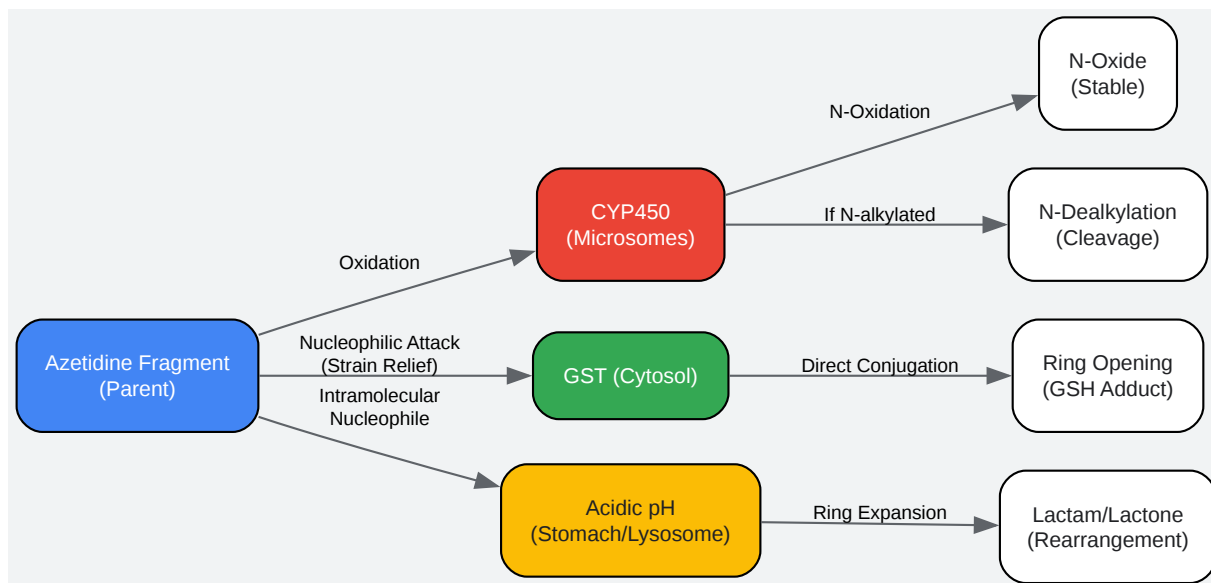 N-Oxide
(Stable)
N-Oxidation
CYP450
(Microsomes)
If N-alkylated
N-Dealkylation
(Cleavage)
Oxidation
Azetidine Fragment
(Parent)
Nucleophilic Attack
(Strain Relief)
GST (Cytosol)
Direct Conjugation
Ring Opening
(GSH Adduct)
Intramolecular
Nucleophile
Acidic pH
(Stomach/Lysosome)
Ring Expansion
Lactam/Lactone
(Rearrangement)